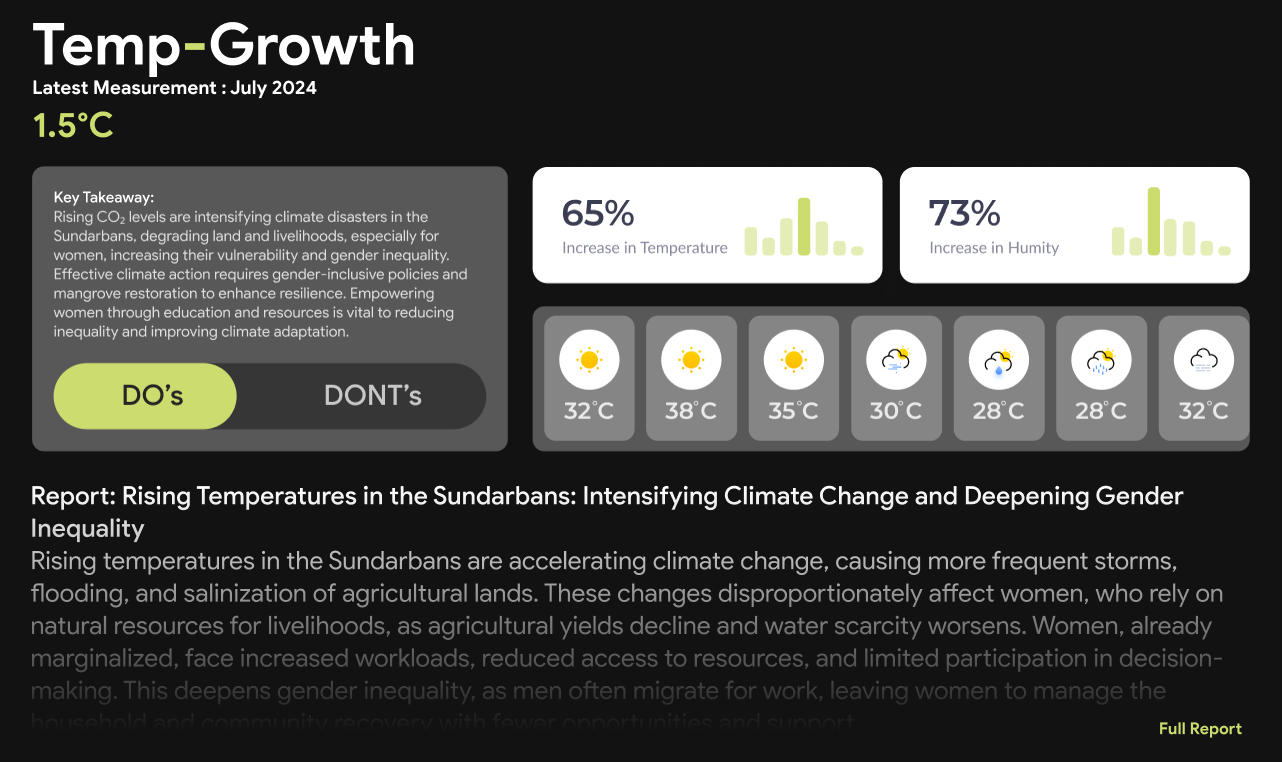 Temp-Growth
Latest Measurement : July 2024
1.5°C
Key Takeaway:
Rising CO₂ levels are intensifying climate disasters in the
Sundarbans, degrading land and livelihoods, especially for
women, increasing their vulnerability and gender inequality.
Effective climate action requires gender-inclusive policies and
mangrove restoration to enhance resilience. Empowering
women through education and resources is vital to reducing
inequality and improving climate adaptation.
DO's
DONT's
65%
Increase in Temperature
73%
Increase in Humity
32°C
38°C
35°C
30°C
28°C
28°C
32°C
Report: Rising Temperatures in the Sundarbans: Intensifying Climate Change and Deepening Gender
Inequality
Rising temperatures in the Sundarbans are accelerating climate change, causing more frequent storms,
flooding, and salinization of agricultural lands. These changes disproportionately affect women, who rely on
natural resources for livelihoods, as agricultural yields decline and water scarcity worsens. Women, already
marginalized, face increased workloads, reduced access to resources, and limited participation in decision-
making. This deepens gender inequality, as men often migrate for work, leaving women to manage the
household and community recovery with fewer opportunities and support.
Full Report